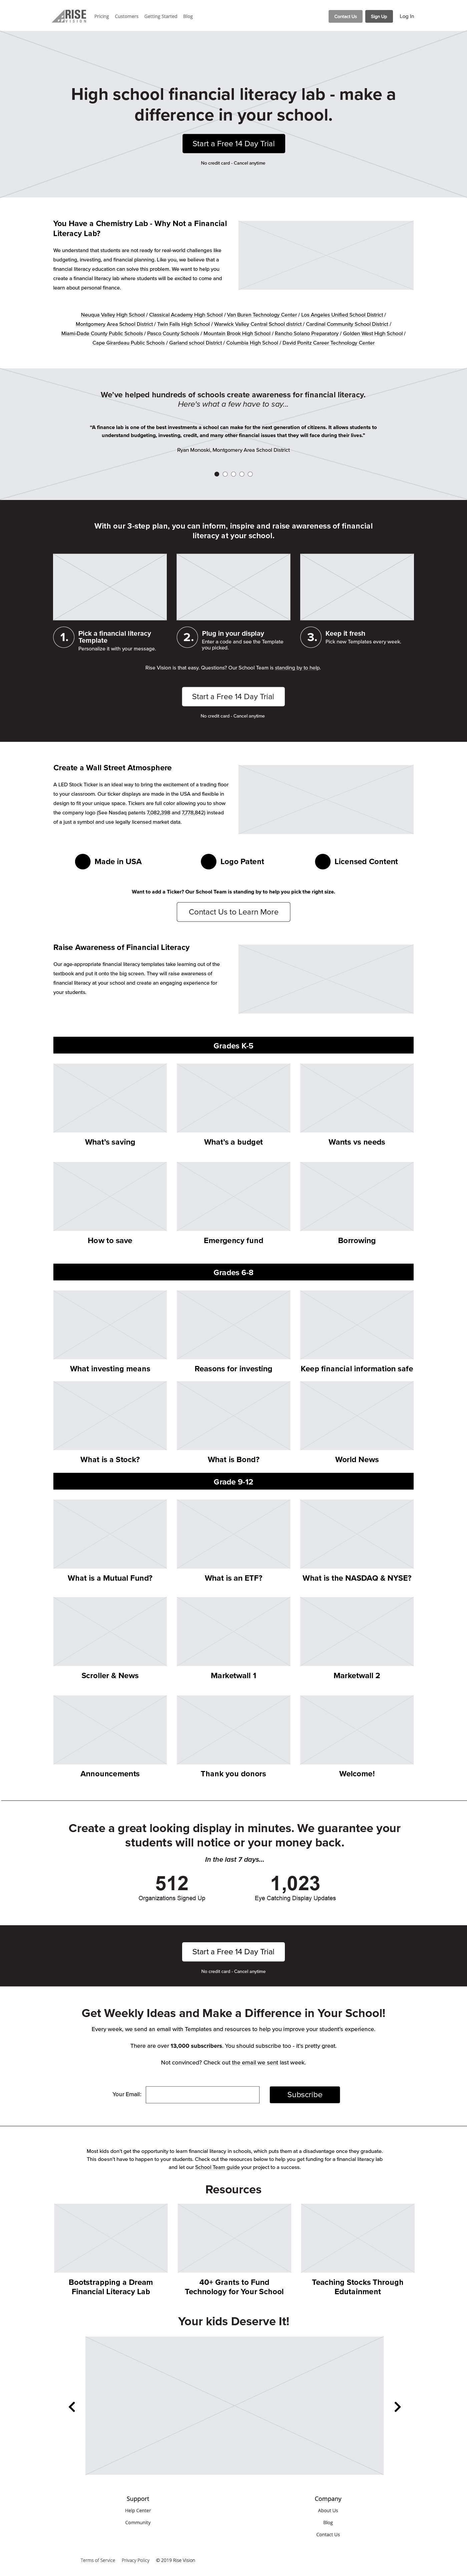 RISE
VISION
Pricing Customers Getting Started Blog
Contact Us Sign Up Log In
High school financial literacy lab - make a
difference in your school.
Start a Free 14 Day Trial
No credit card - Cancel anytime
You Have a Chemistry Lab - Why Not a Financial
Literacy Lab?
We understand that students are not ready for real-world challenges like
budgeting, investing, and financial planning. Like you, we believe that a
financial literacy education can solve this problem. We want to help you
create a financial literacy lab where students will be excited to come and
learn about personal finance.
Neuqua Valley High School / Classical Academy High School / Van Buren Technology Center / Los Angeles Unified School District /
Montgomery Area School District / Twin Falls High School / Warwick Valley Central School district / Cardinal Community School District /
Miami-Dade County Public Schools / Pasco County Schools / Mountain Brook High School / Rancho Solano Preparatory / Golden West High School /
Cape Girardeau Public Schools / Garland school District / Columbia High School / David Ponitz Career Technology Center
We've helped hundreds of schools create awareness for financial literacy.
Here's what a few have to say...
"A finance lab is one of the best investments a school can make for the next generation of citizens. It allows students to
understand budgeting, investing, credit, and many other financial issues that they will face during their lives."
Ryan Monoski, Montgomery Area School District
With our 3-step plan, you can inform, inspire and raise awareness of financial
literacy at your school.
1. Pick a financial literacy
Template
Personalize it with your message.
2. Plug in your display
Enter a code and see the Template
you picked.
3. Keep it fresh
Pick new Templates every week.
Rise Vision is that easy. Questions? Our School Team is standing by to help.
Start a Free 14 Day Trial
No credit card - Cancel anytime
Create a Wall Street Atmosphere
A LED Stock Ticker is an ideal way to bring the excitement of a trading floor
to your classroom. Our ticker displays are made in the USA and flexible in
design to fit your unique space. Tickers are full color allowing you to show
the company logo (See Nasdaq patents 7,082,398 and 7,778,842) instead
of a just a symbol and use legally licensed market data.
Made in USA Logo Patent Licensed Content
Want to add a Ticker? Our School Team is standing by to help you pick the right size.
Contact Us to Learn More
Raise Awareness of Financial Literacy
Our age-appropriate financial literacy templates take learning out of the
textbook and put it onto the big screen. They will raise awareness of
financial literacy at your school and create an engaging experience for
your students.
Grades K-5
What's saving What's a budget Wants vs needs
How to save Emergency fund Borrowing
Grades 6-8
What investing means Reasons for investing Keep financial information safe
What is a Stock? What is Bond? World News
Grade 9-12
What is a Mutual Fund? What is an ETF? What is the NASDAQ & NYSE?
Scroller & News Marketwall 1 Marketwall 2
Announcements Thank you donors Welcome!
Create a great looking display in minutes. We guarantee your
students will notice or your money back.
In the last 7 days...
512 1,023
Organizations Signed Up Eye Catching Display Updates
Start a Free 14 Day Trial
No credit card - Cancel anytime
Get Weekly Ideas and Make a Difference in Your School!
Every week, we send an email with Templates and resources to help you improve your student's experience.
There are over 13,000 subscribers. You should subscribe too - it's pretty great.
Not convinced? Check out the email we sent last week.
Your Email: Subscribe
Most kids don't get the opportunity to learn financial literacy in schools, which puts them at a disadvantage once they graduate.
This doesn't have to happen to your students. Check out the resources below to help you get funding for a financial literacy lab
and let our School Team guide your project to a success.
Resources
Bootstrapping a Dream
Financial Literacy Lab
40+ Grants to Fund
Technology for Your School
Teaching Stocks Through
Edutainment
Your kids Deserve It!
Support Company
Help Center About Us
Community Blog
Contact Us
Terms of Service Privacy Policy © 2019 Rise Vision